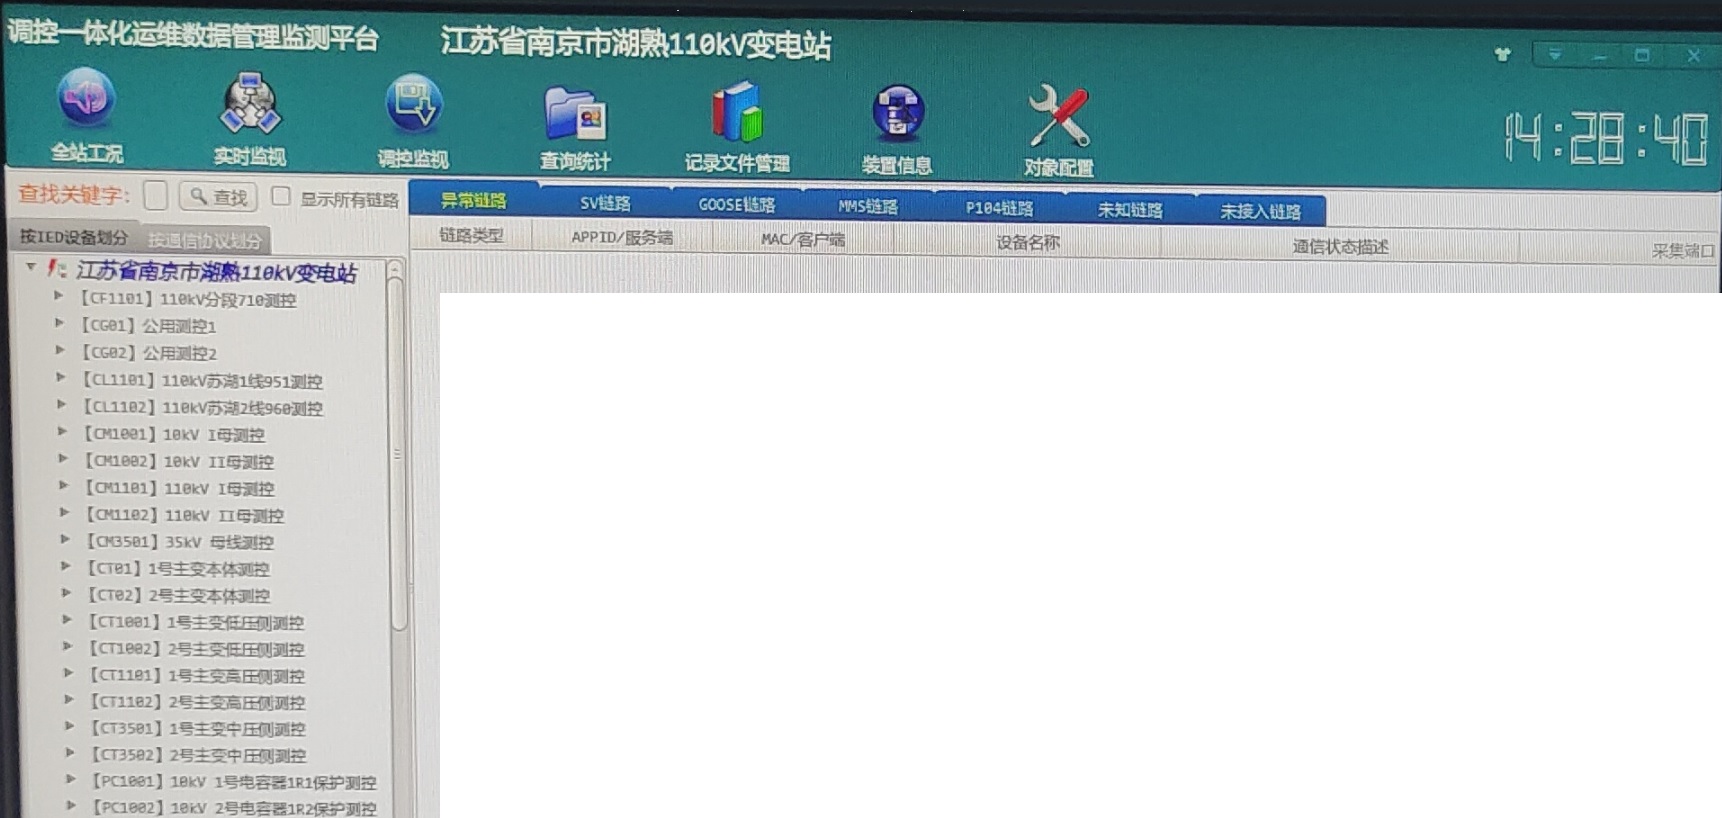 调控一体化运维数据管理监测平台
江苏省南京市湖熟110kV变电站
全站工况
实时监视
调控监视
查询统计
记录文件管理
装置信息
对象配置
14:28:40
查找关键字:
查找
显示所有链路
异常链路
SV链路
GOOSE链路
MMS链路
P104链路
未知链路
未接入链路
按IED设备划分
按通信协议划分
链路类型
APPID/服务端
MAC/客户端
设备名称
通信状态描述
采集端口
江苏省南京市湖熟110kV变电站
【CF1101】110kV分段710测控
【CG01】公用测控1
【CG02】公用测控2
【CL1101】110kV苏湖1线951测控
【CL1102】110kV苏湖2线960测控
【CM1001】10kV I母测控
【CM1002】10kV II母测控
【CM1101】110kV I母测控
【CM1102】110kV II母测控
【CM3501】35kV 母线测控
【CT01】1号主变本体测控
【CT02】2号主变本体测控
【CT1001】1号主变低压侧测控
【CT1002】2号主变低压侧测控
【CT1101】1号主变高压侧测控
【CT1102】2号主变高压侧测控
【CT3501】1号主变中压侧测控
【CT3502】2号主变中压侧测控
【PC1001】10kV 1号电容器1R1保护测控
【PC1002】10kV 2号电容器1R2保护测控